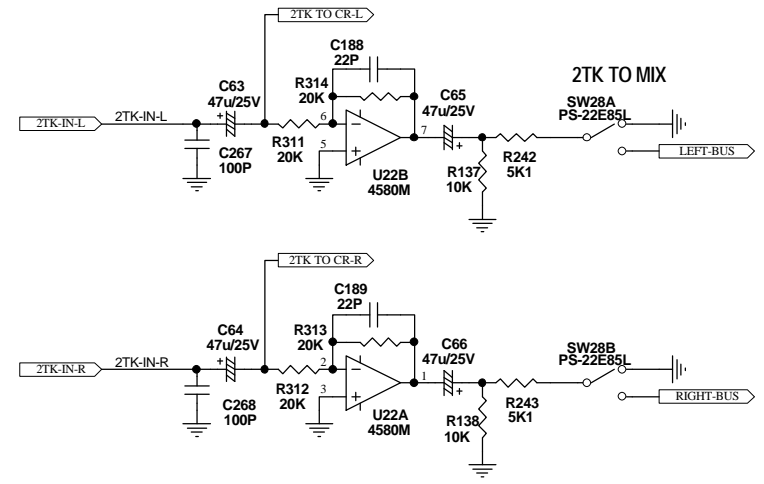 2TK TO CR-L
C188
22P
2TK TO MIX
C63
47u/25V
R314
20K
C65
47u/25V
SW28A
PS-22E85L
2TK-IN-L
2TK-IN-L
+
6
7
R311
20K
5
+
C267
100P
U22B
4580M
R137
10K
R242
5K1
LEFT-BUS
2TK TO CR-R
C189
22P
C64
47u/25V
R313
20K
C66
47u/25V
SW28B
PS-22E85L
2TK-IN-R
2TK-IN-R
+
2
1
R312
20K
3
+
C268
100P
U22A
4580M
R138
10K
R243
5K1
RIGHT-BUS